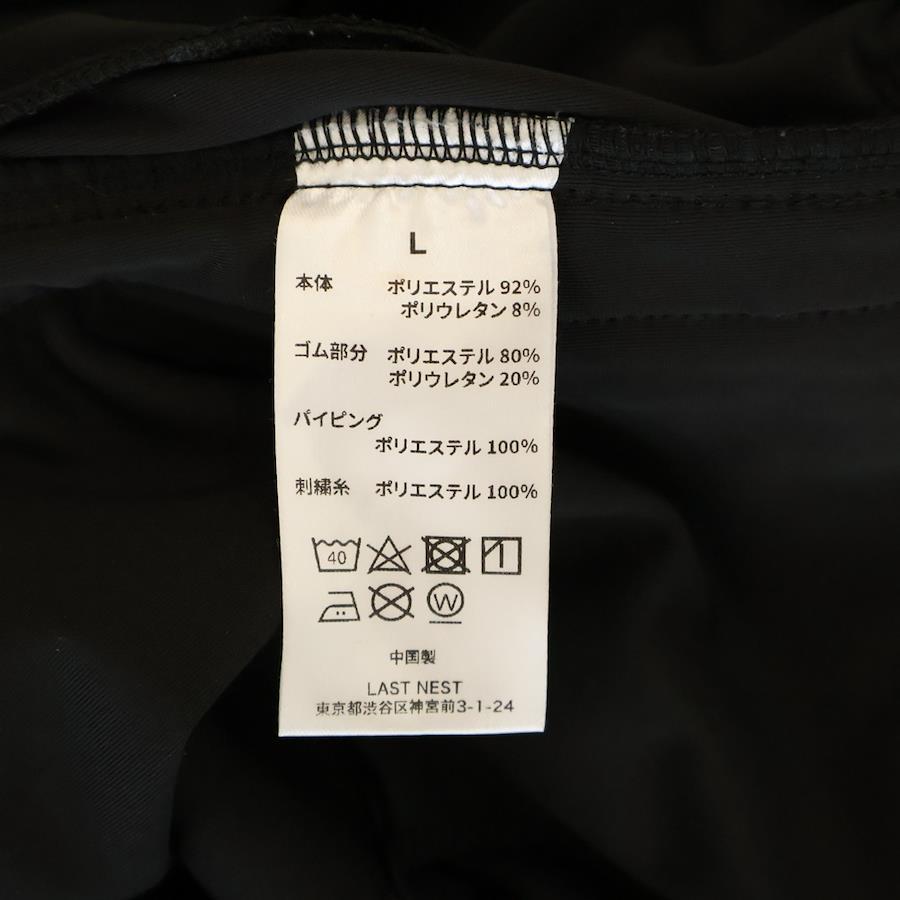 L
本体 ポリエステル 92%
ポリウレタン 8%
ゴム部分 ポリエステル 80%
ポリウレタン 20%
パイピング
ポリエステル 100%
刺繍糸 ポリエステル 100%
40
W
中国製
LAST NEST
東京都渋谷区神宮前3-1-24